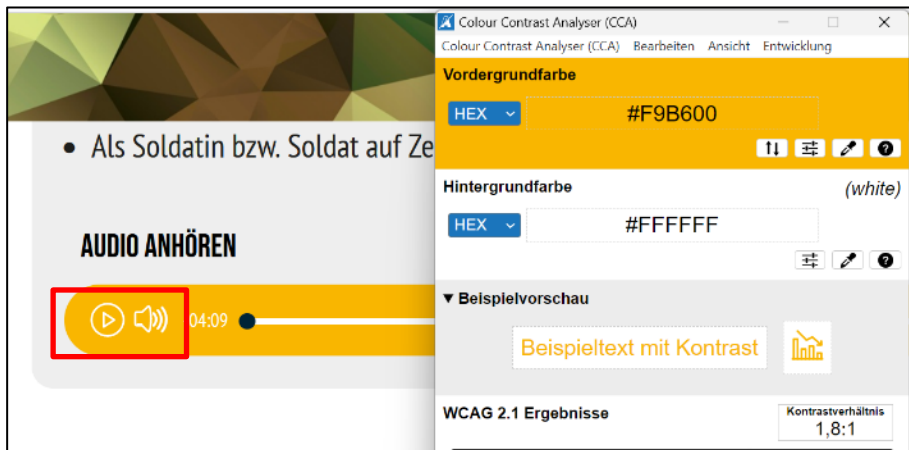 Colour Contrast Analyser (CCA)
Colour Contrast Analyser (CCA) Bearbeiten Ansicht Entwicklung
Vordergrundfarbe
HEX #F9B600
Hintergrundfarbe (white)
HEX #FFFFFF
▼ Beispielvorschau
Beispieltext mit Kontrast
WCAG 2.1 Ergebnisse
Kontrastverhältnis
1,8:1
• Als Soldatin bzw. Soldat auf Ze
AUDIO ANHÖREN
04:09